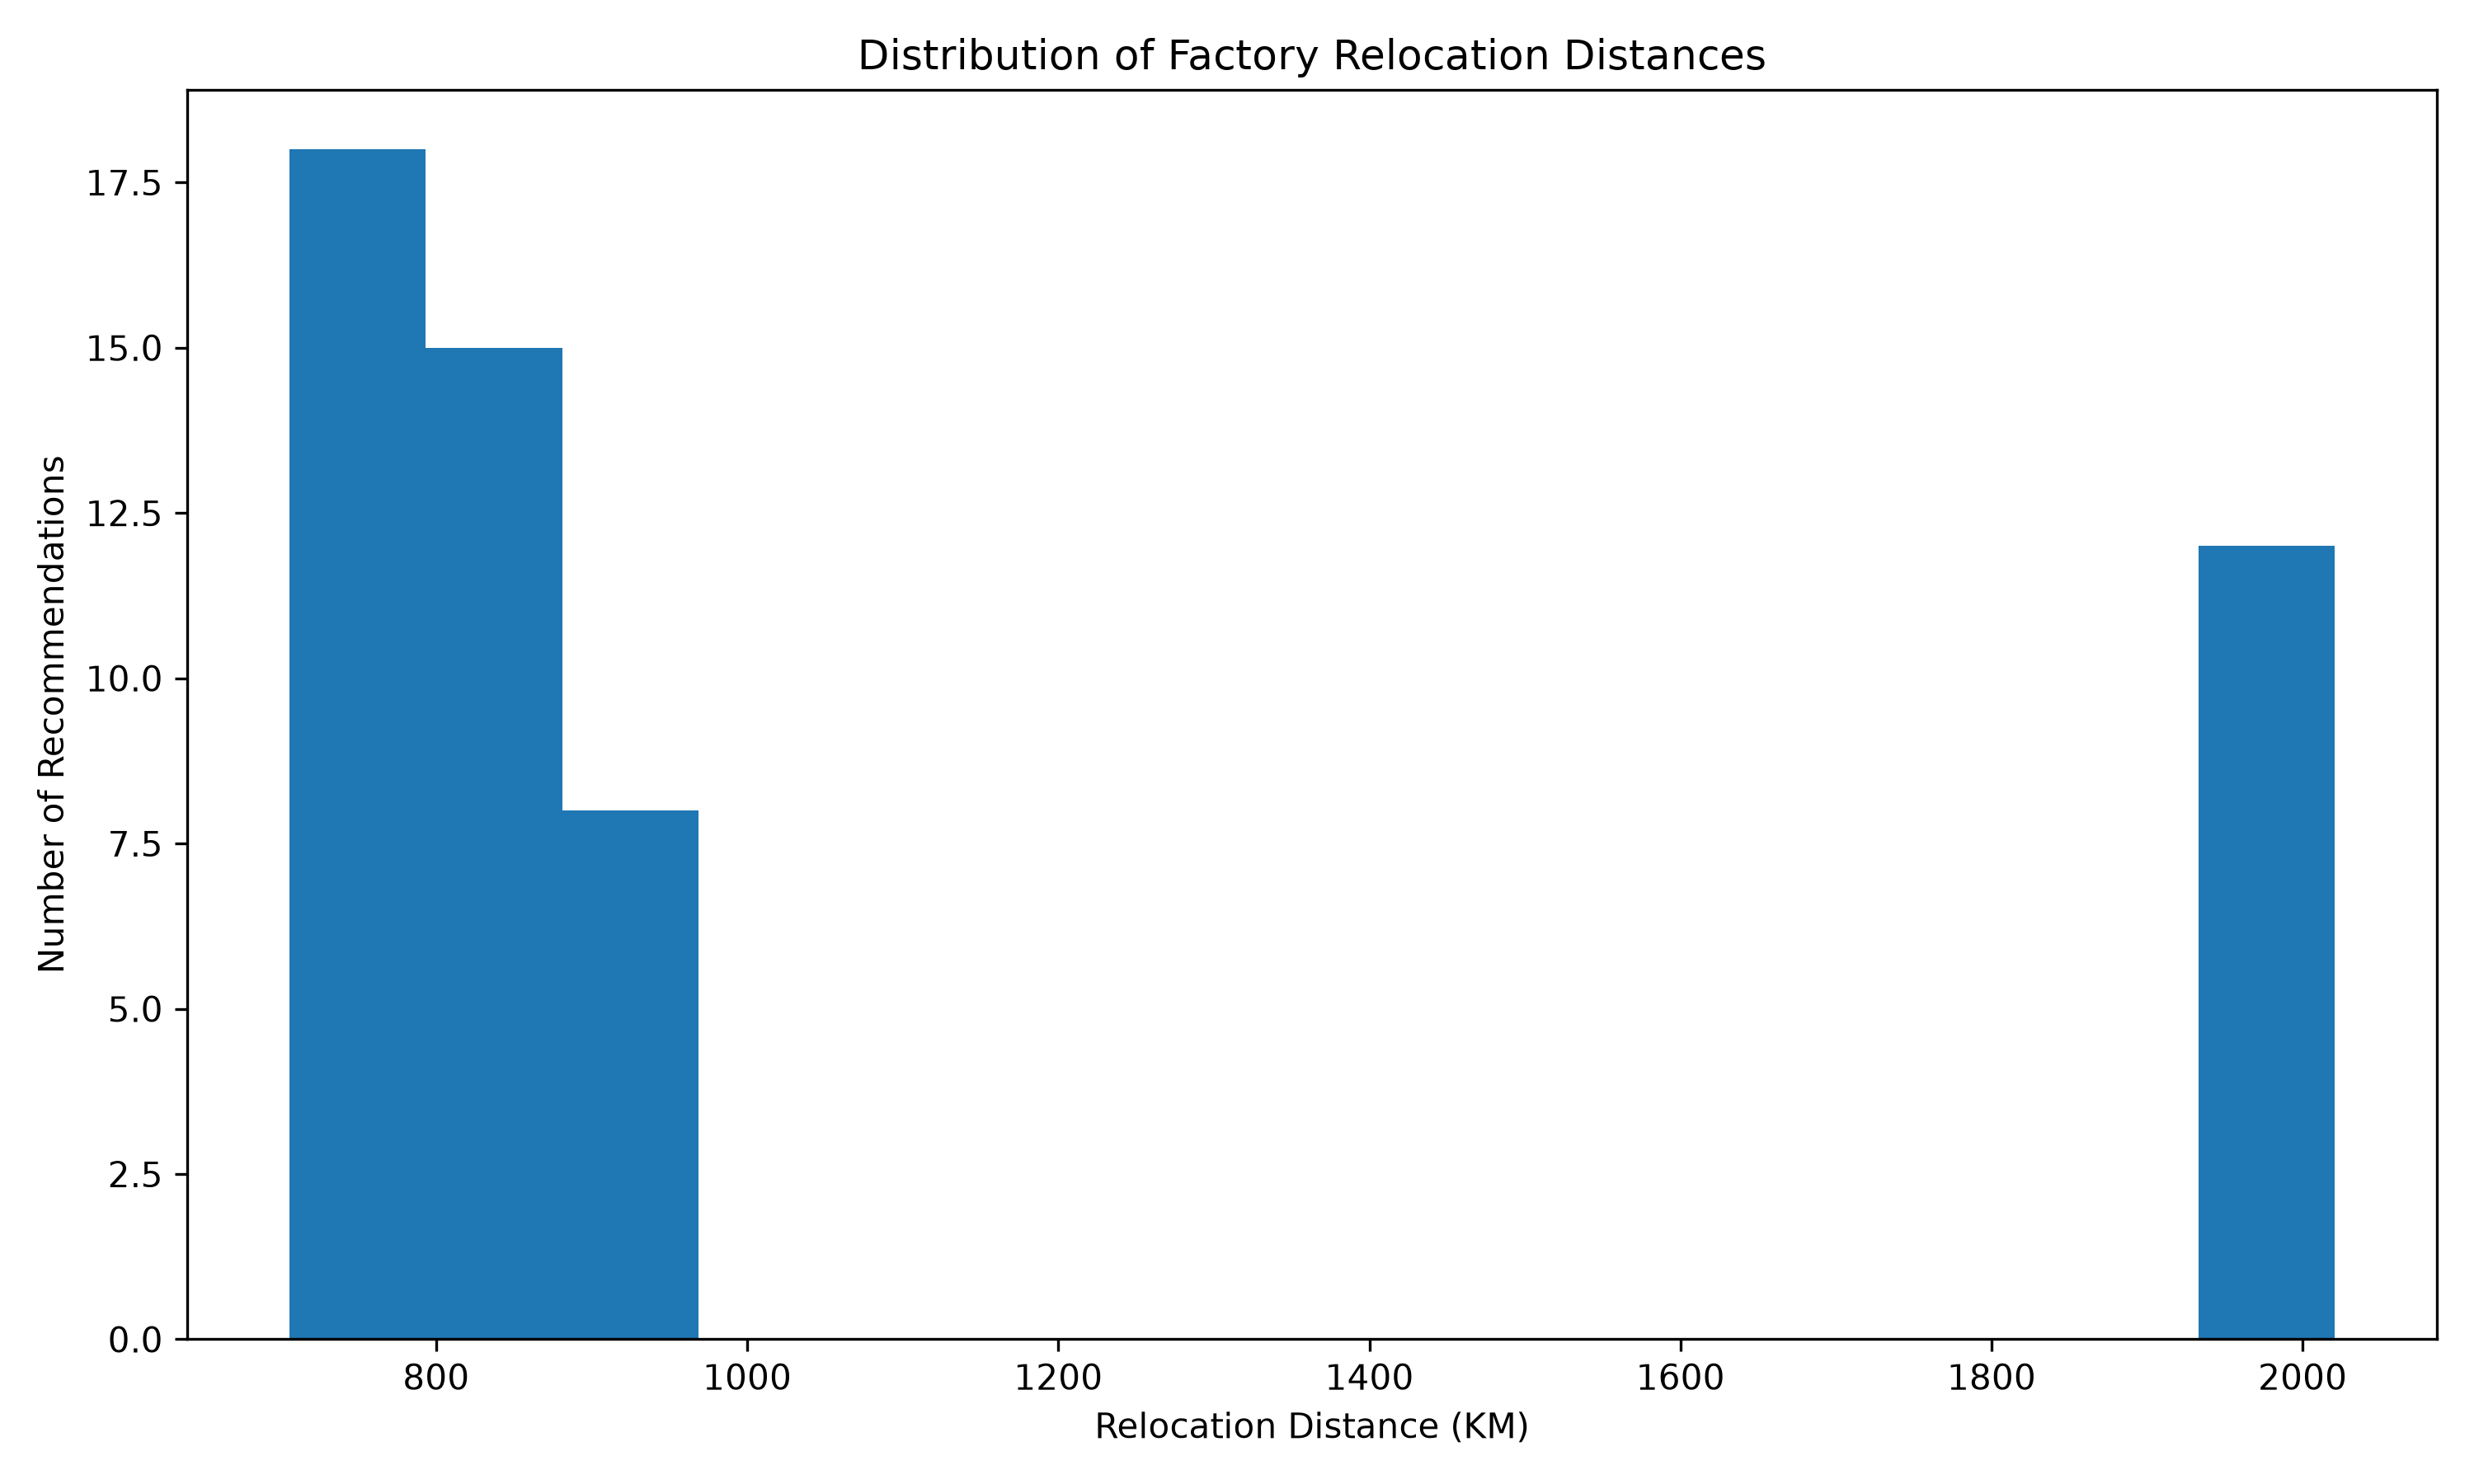 Distribution of Factory Relocation Distances
Number of Recommendations
17.5
15.0
12.5
10.0
7.5
5.0
2.5
0.0
800 1000 1200 1400 1600 1800 2000
Relocation Distance (KM)